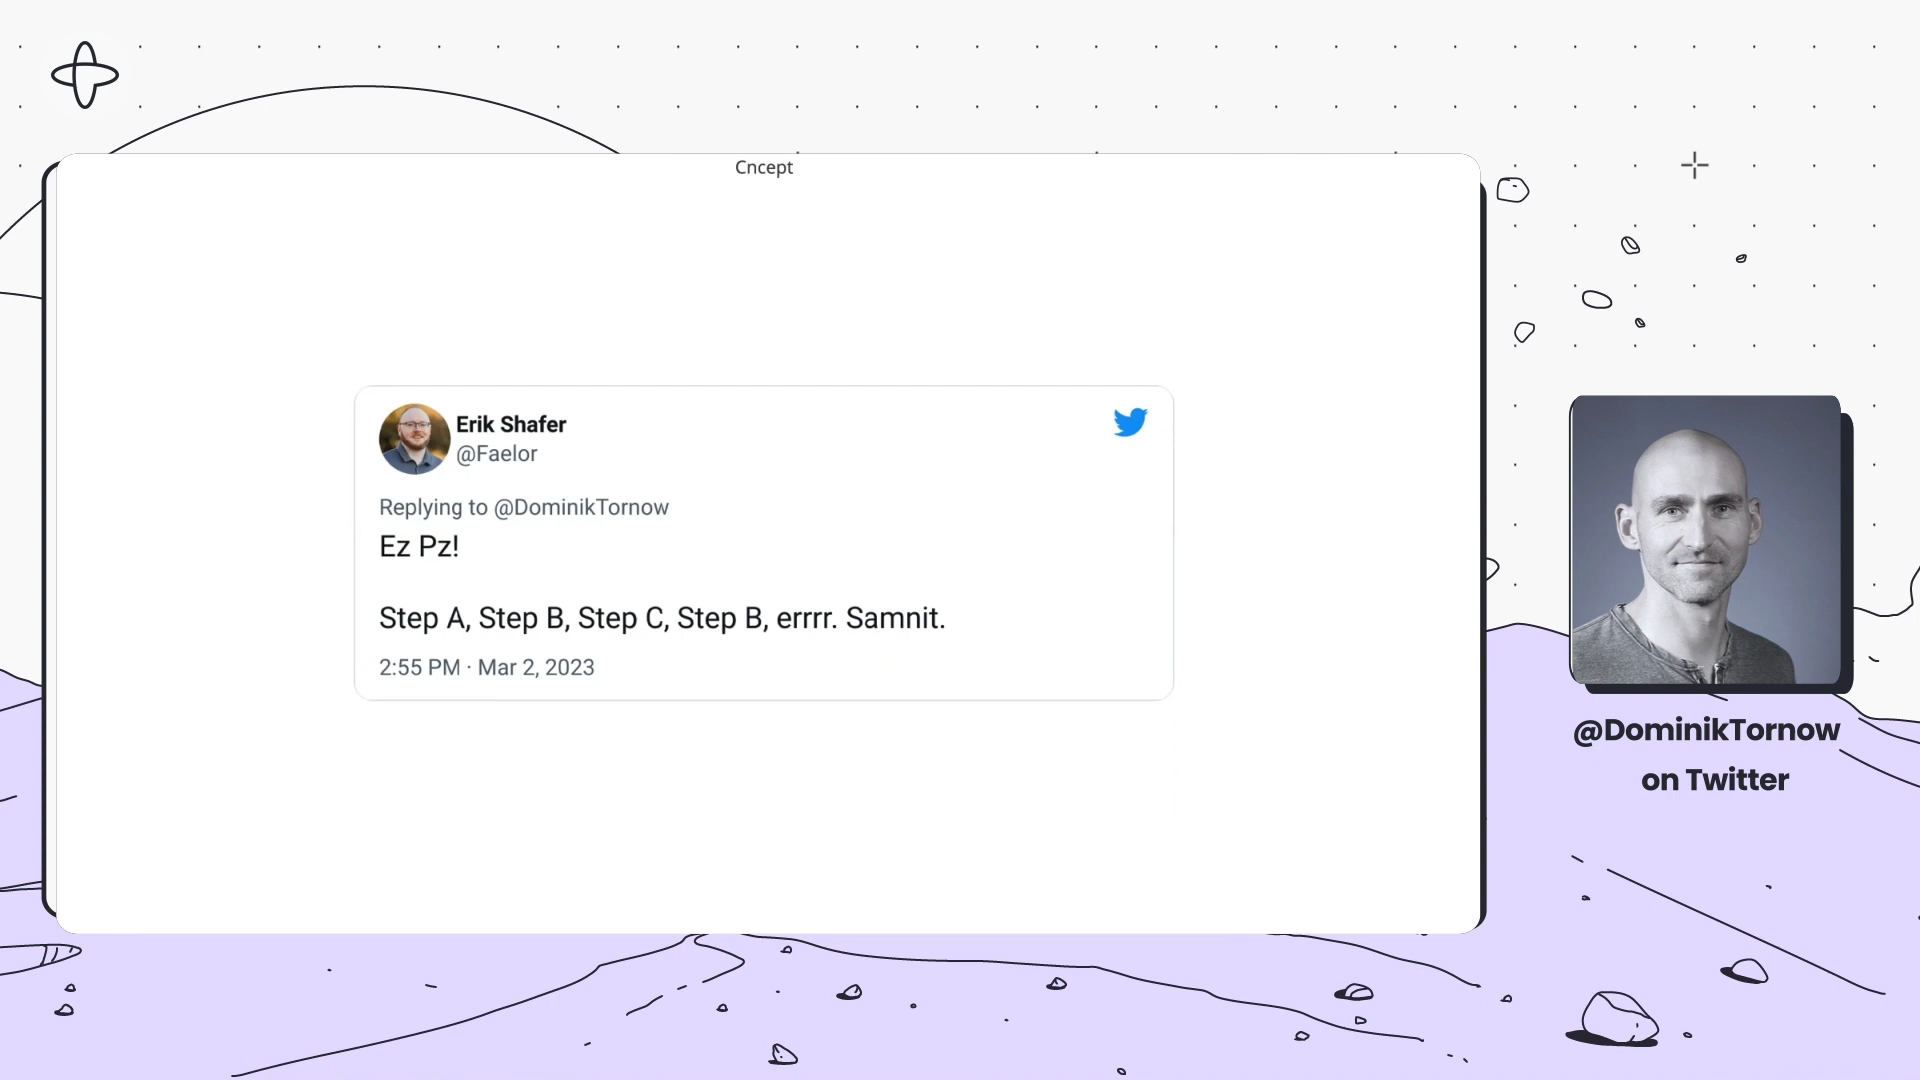 Cncept
Erik Shafer
@Faelor
Replying to @DominikTornow
Ez Pz!
Step A, Step B, Step C, Step B, errrr. Samnit.
2:55 PM · Mar 2, 2023
@DominikTornow
on Twitter